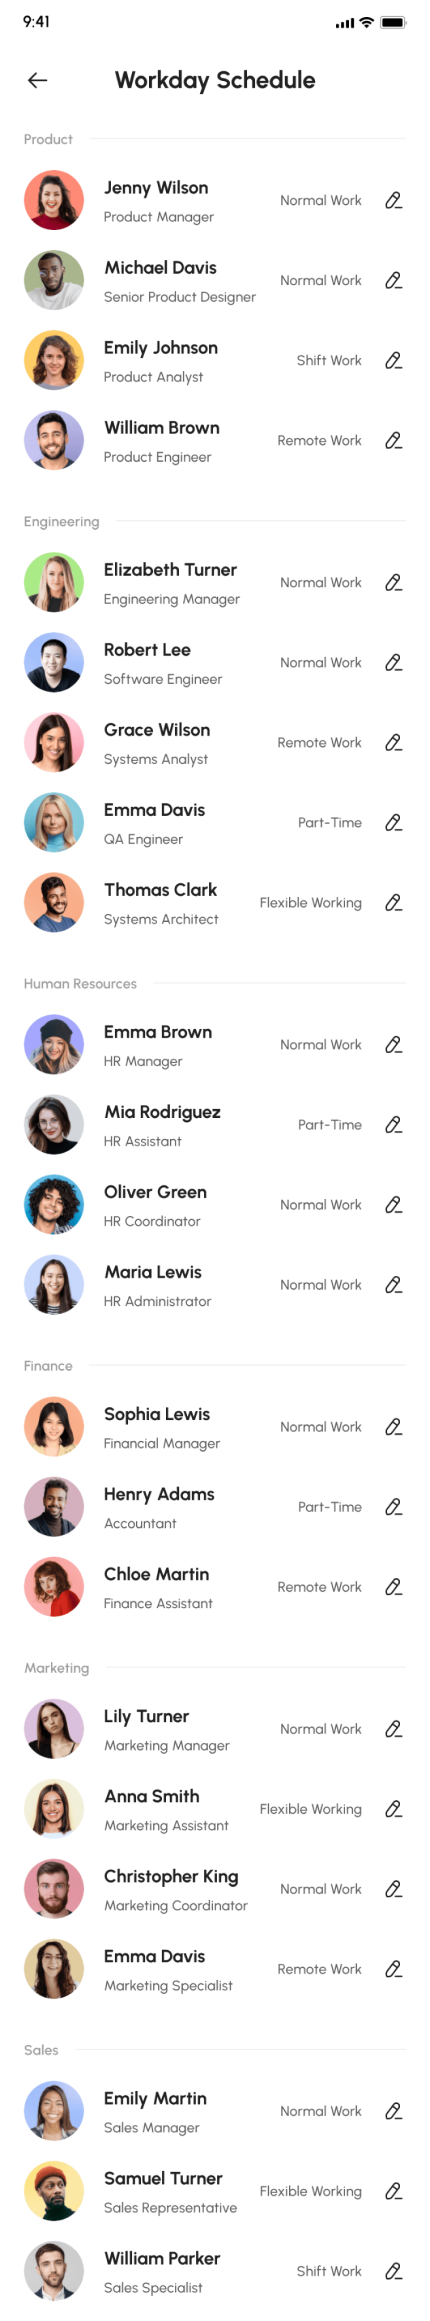 9:41
Workday Schedule
Product
Jenny Wilson
Product Manager
Normal Work
Michael Davis
Senior Product Designer
Normal Work
Emily Johnson
Product Analyst
Shift Work
William Brown
Product Engineer
Remote Work
Engineering
Elizabeth Turner
Engineering Manager
Normal Work
Robert Lee
Software Engineer
Normal Work
Grace Wilson
Systems Analyst
Remote Work
Emma Davis
QA Engineer
Part-Time
Thomas Clark
Systems Architect
Flexible Working
Human Resources
Emma Brown
HR Manager
Normal Work
Mia Rodriguez
HR Assistant
Part-Time
Oliver Green
HR Coordinator
Normal Work
Maria Lewis
HR Administrator
Normal Work
Finance
Sophia Lewis
Financial Manager
Normal Work
Henry Adams
Accountant
Part-Time
Chloe Martin
Finance Assistant
Remote Work
Marketing
Lily Turner
Marketing Manager
Normal Work
Anna Smith
Marketing Assistant
Flexible Working
Christopher King
Marketing Coordinator
Normal Work
Emma Davis
Marketing Specialist
Remote Work
Sales
Emily Martin
Sales Manager
Normal Work
Samuel Turner
Sales Representative
Flexible Working
William Parker
Sales Specialist
Shift Work